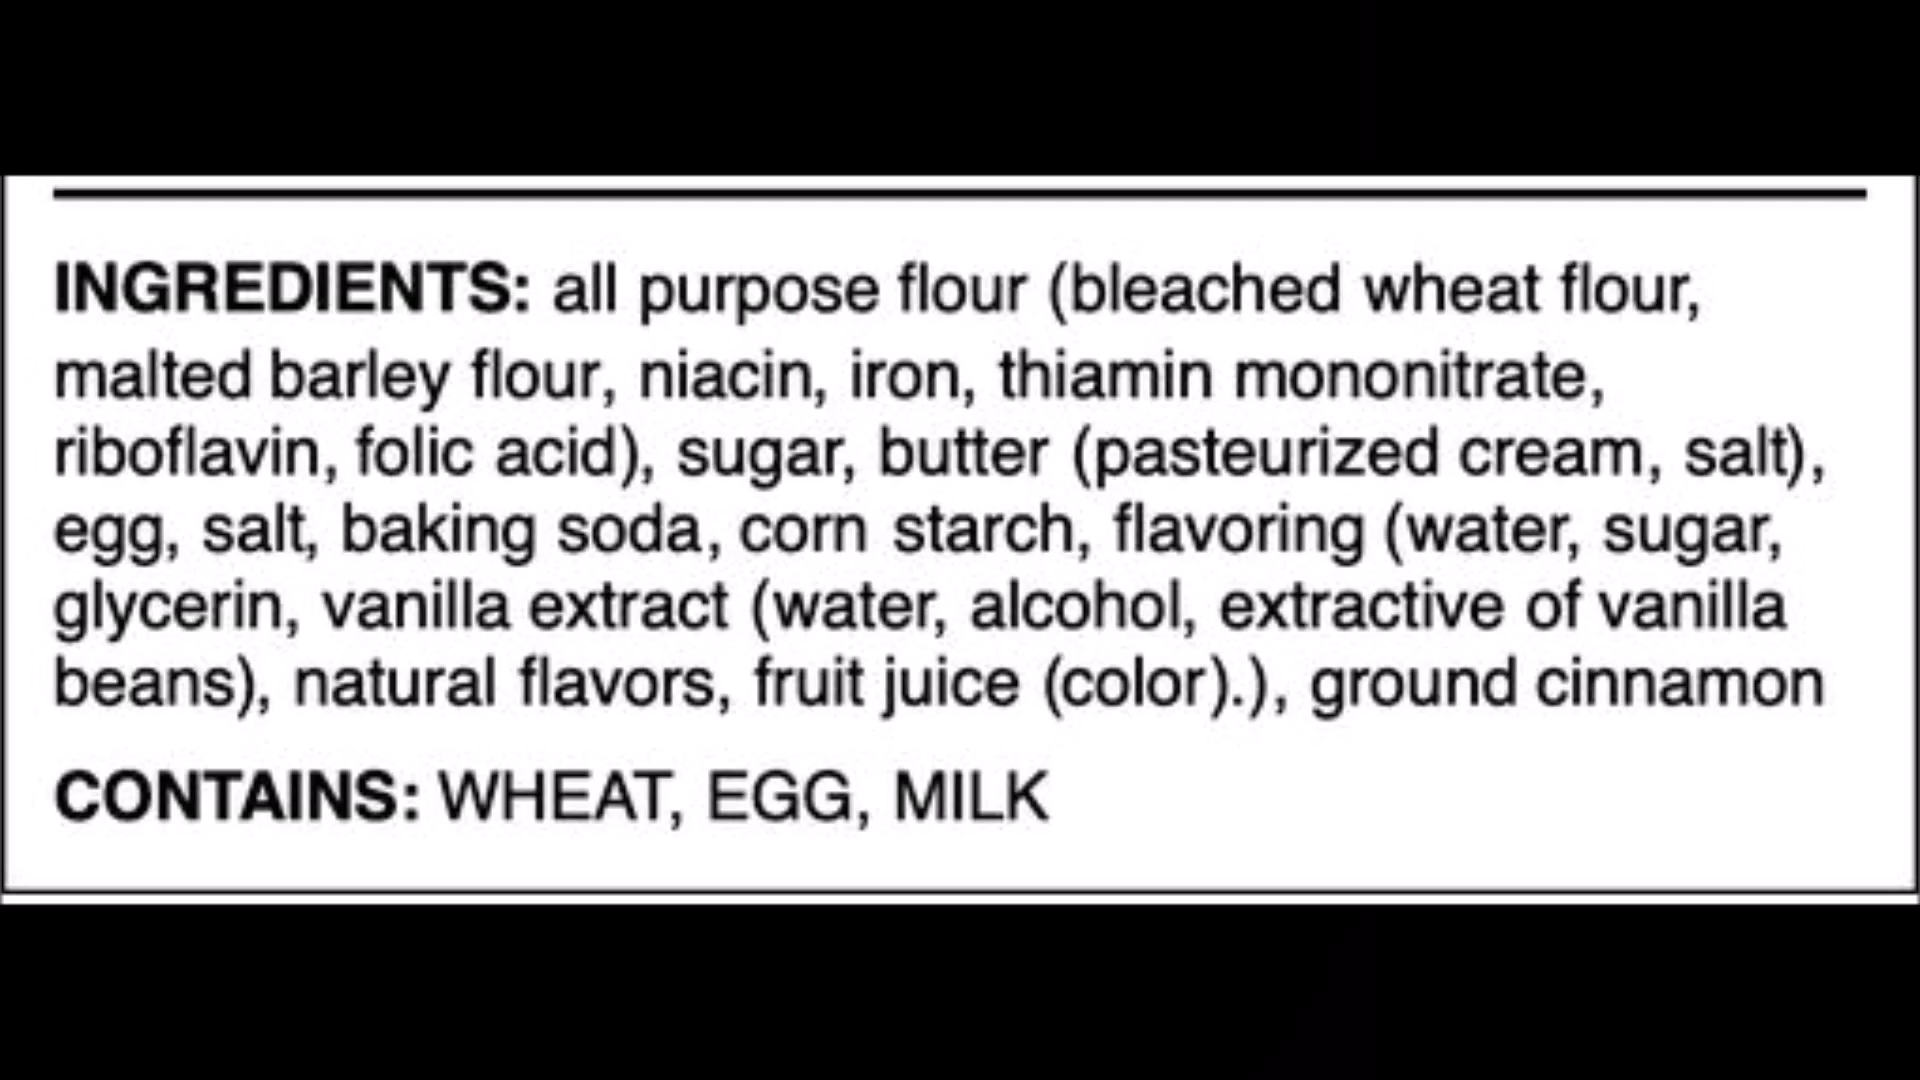 INGREDIENTS: all purpose flour (bleached wheat flour,
malted barley flour, niacin, iron, thiamin mononitrate,
riboflavin, folic acid), sugar, butter (pasteurized cream, salt),
egg, salt, baking soda, corn starch, flavoring (water, sugar,
glycerin, vanilla extract (water, alcohol, extractive of vanilla
beans), natural flavors, fruit juice (color).), ground cinnamon
CONTAINS: WHEAT, EGG, MILK